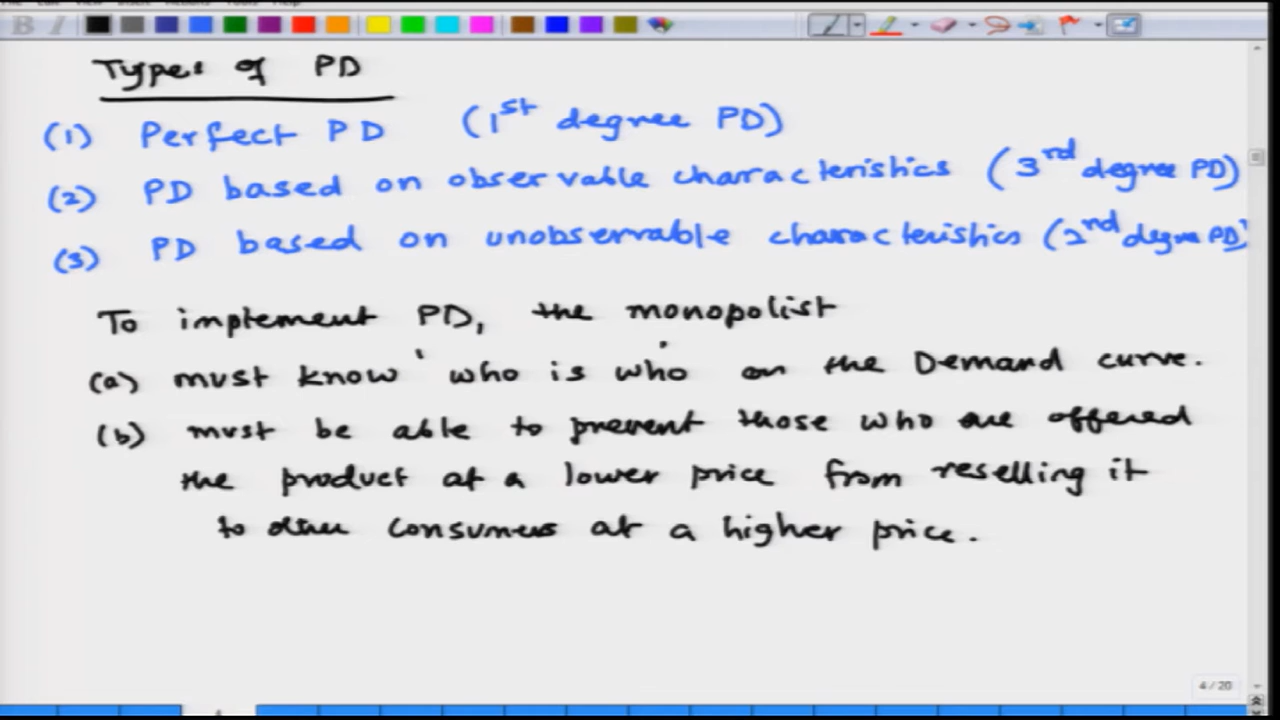 Types of PD
(1) Perfect PD (1st degree PD)
(2) PD based on observable characteristics (3rd degree PD)
(3) PD based on unobservable characteristics (2nd degree PD)
To implement PD, the monopolist
(a) must know 'who is who' on the Demand curve.
(b) must be able to prevent those who are offered
the product at a lower price from reselling it
to other consumers at a higher price.
4/20